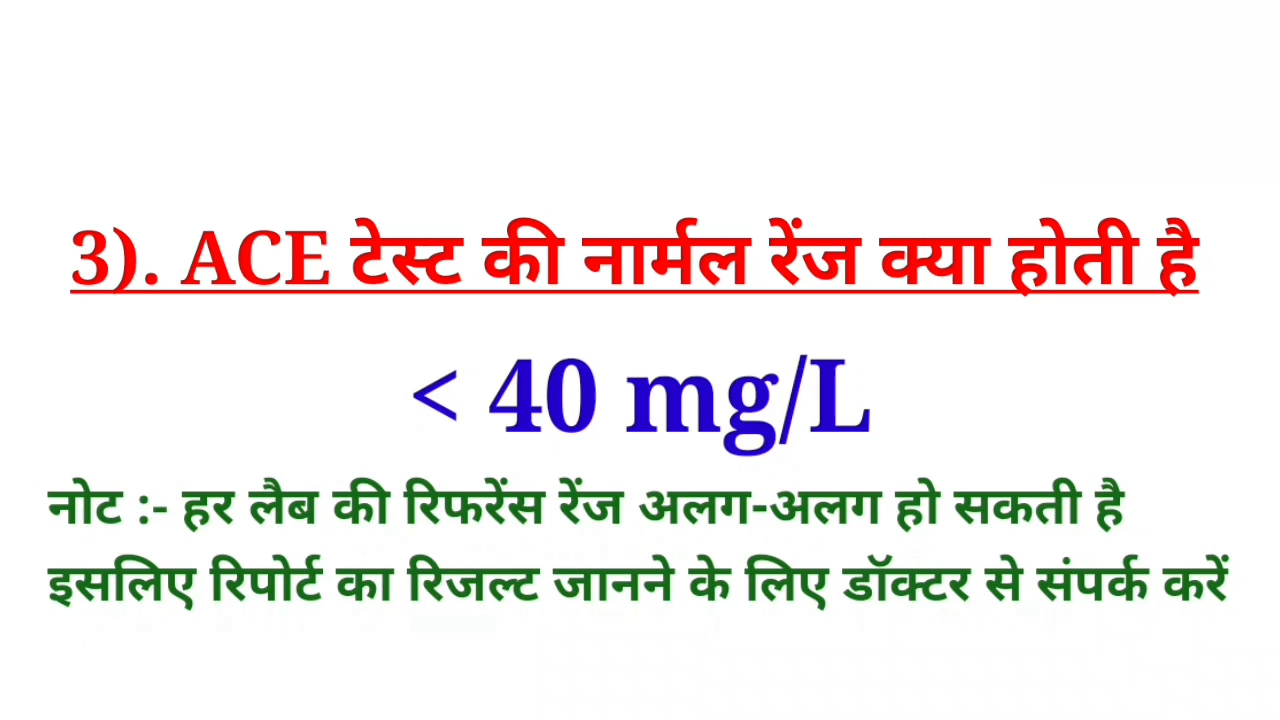 3). ACE टेस्ट की नार्मल रेंज क्या होती है
< 40 mg/L
नोट :- हर लैब की रिफरेंस रेंज अलग-अलग हो सकती है
इसलिए रिपोर्ट का रिजल्ट जानने के लिए डॉक्टर से संपर्क करें